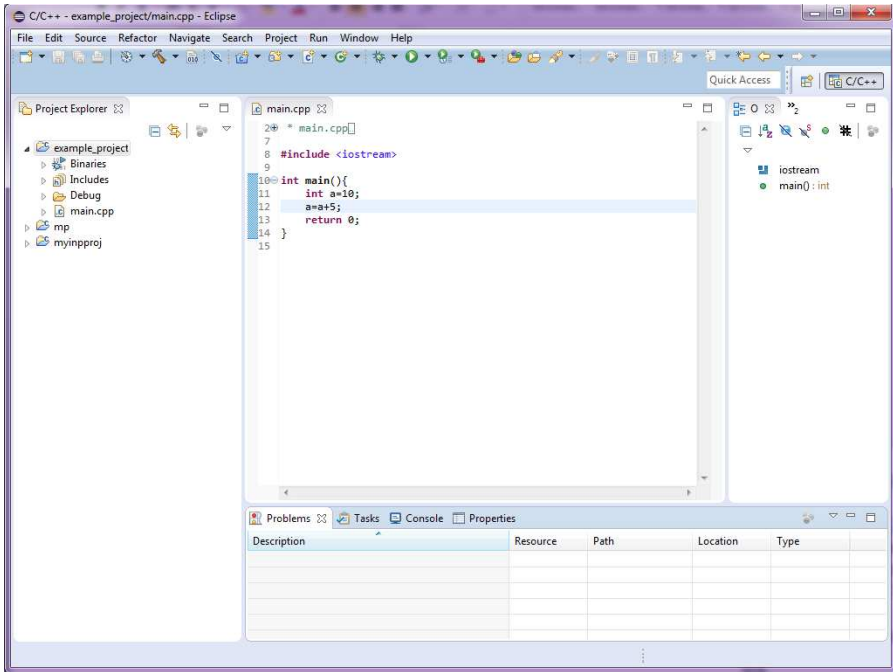 C/C++ - example_project/main.cpp - Eclipse
File Edit Source Refactor Navigate Search Project Run Window Help
Quick Access C/C++
Project Explorer
example_project
Binaries
Includes
Debug
main.cpp
mp
myinpproj
main.cpp
2 * main.cpp
7
8 #include <iostream>
9
10 int main(){
11 int a=10;
12 a=a+5;
13 return 0;
14 }
15
O »2
iostream
main() : int
Problems Tasks Console Properties
Description Resource Path Location Type